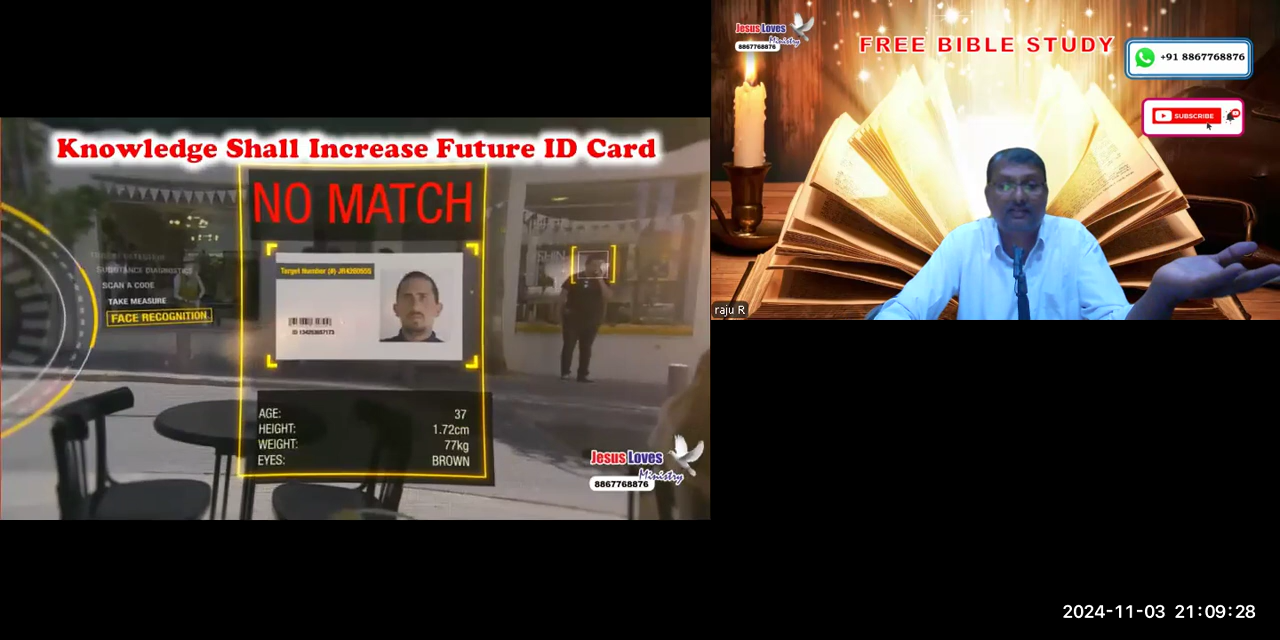 Knowledge Shall Increase Future ID Card
NO MATCH
Target Number (#) JR4260555
SUBSTANCE DIAGNOSTICS
SCAN A CODE
TAKE MEASURE
FACE RECOGNITION
AGE: 37
HEIGHT: 1.72cm
WEIGHT: 77kg
EYES: BROWN
Jesus Loves
Ministry
8867768876
Jesus Loves
Ministry
8867768876
FREE BIBLE STUDY
+91 8867768876
SUBSCRIBE
raju R
2024-11-03 21:09:28